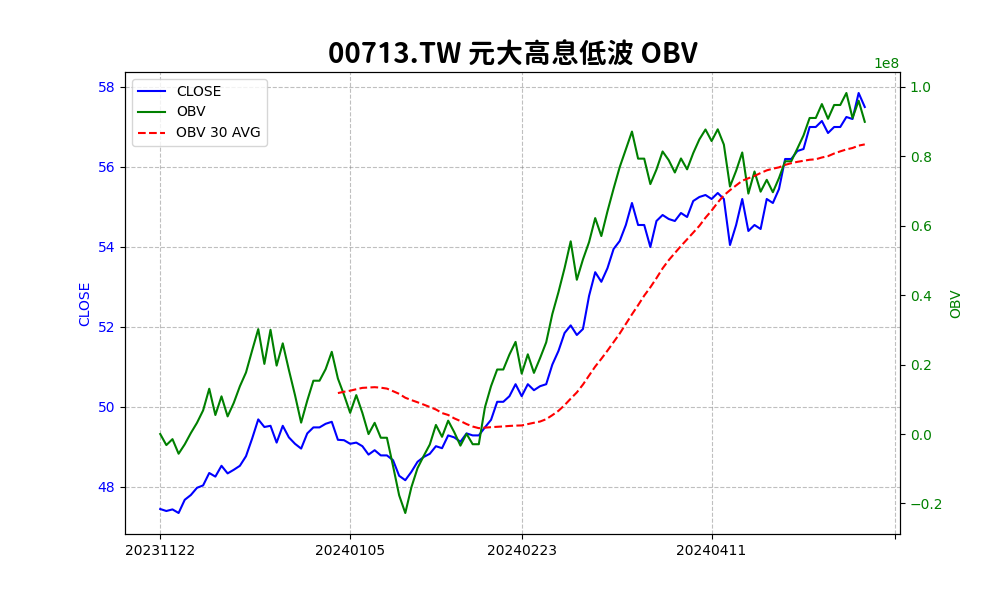 00713.TW 元大高息低波 OBV
1e8
CLOSE
OBV
OBV 30 AVG
58
56
54
52
50
48
CLOSE
1.0
0.8
0.6
0.4
0.2
0.0
−0.2
OBV
20231122
20240105
20240223
20240411